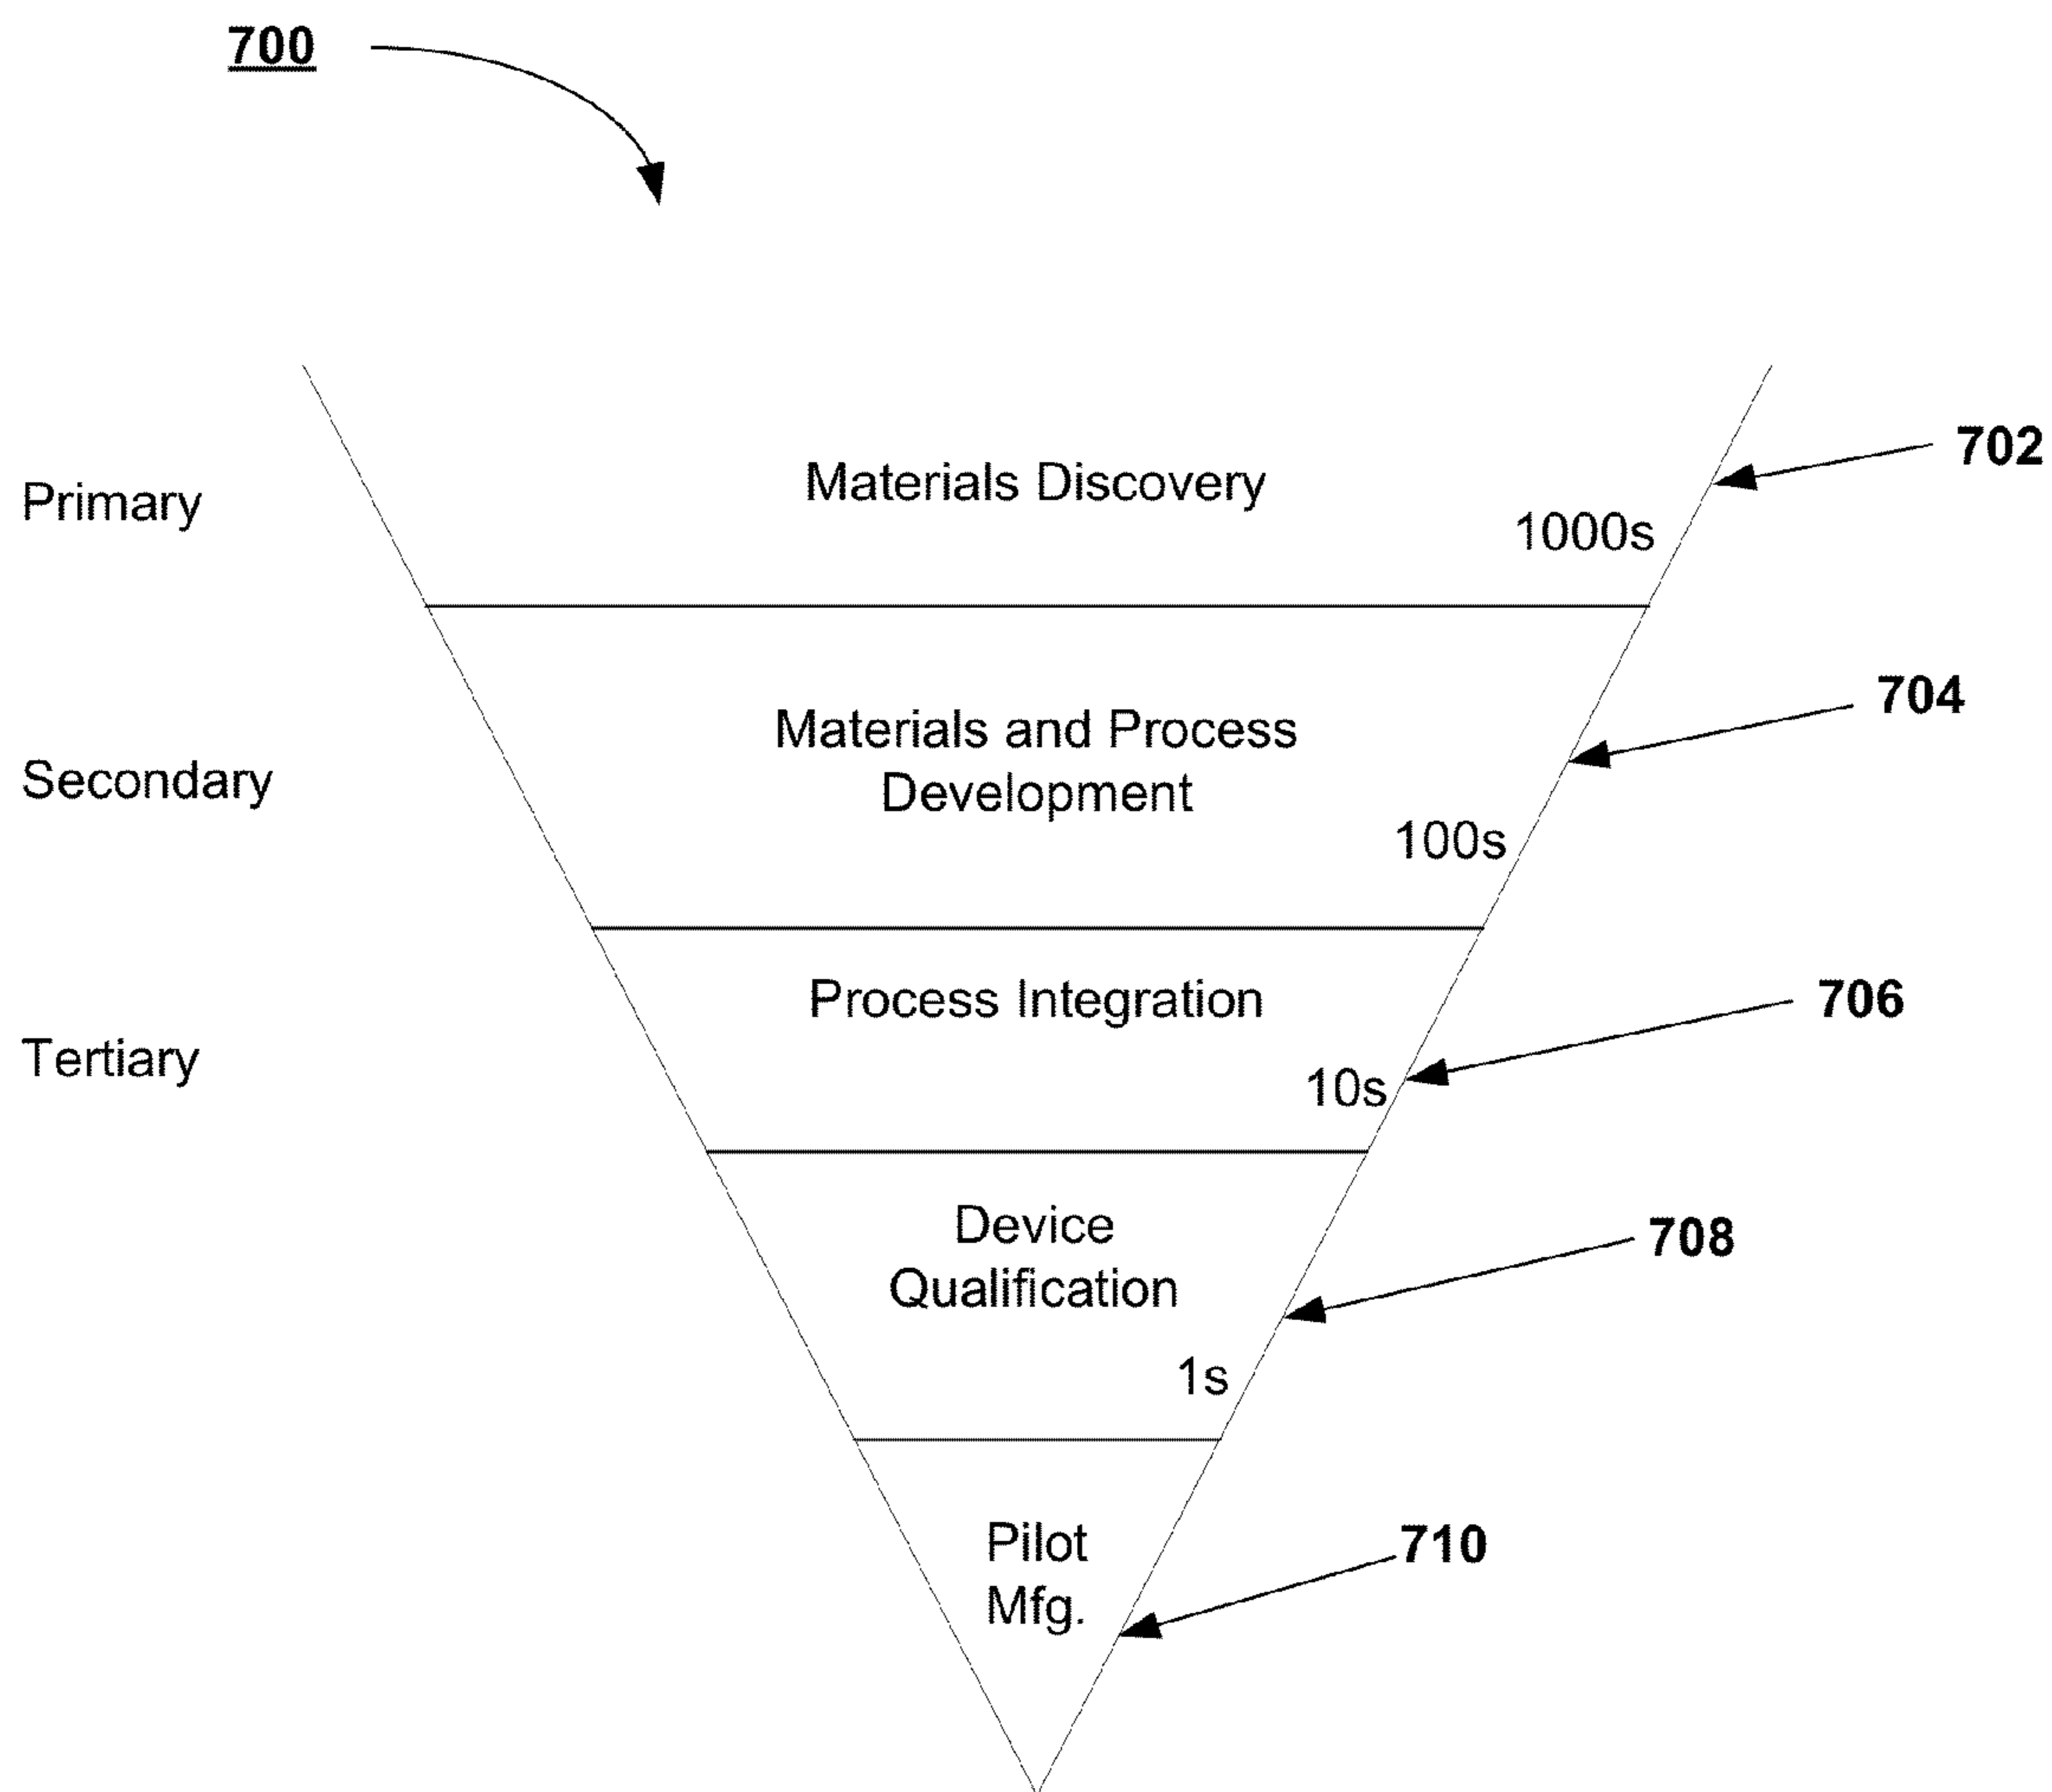 700
702
Materials Discovery
Primary
1000s
704
Materials and Process
Secondary
Development
100s
706
Process Integration
Tertiary
10s
Device
708
Qualification
1s
Pilot
710
Mfg.